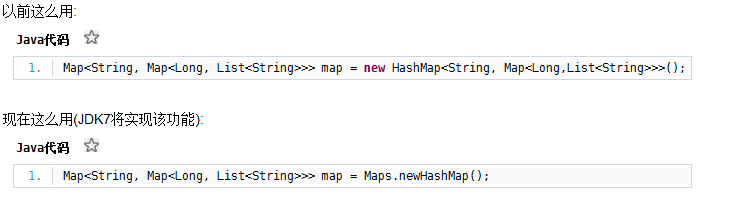 以前这么用:
Java代码
1. Map<String, Map<Long, List<String>>> map = new HashMap<String, Map<Long,List<String>>>();
现在这么用(JDK7将实现该功能):
Java代码
1. Map<String, Map<Long, List<String>>> map = Maps.newHashMap();